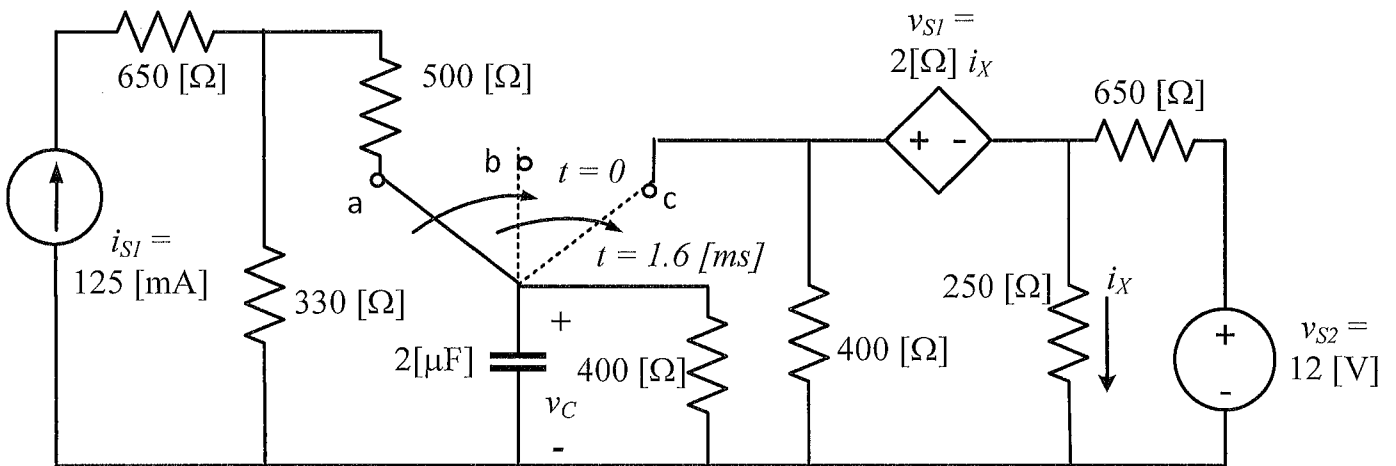 v_{S1} =
2[Ω] i_X
650 [Ω]
500 [Ω]
650 [Ω]
b
t = 0
a
c
i_{S1} =
125 [mA]
330 [Ω]
t = 1.6 [ms]
+
2[μF]
v_C
-
400 [Ω]
400 [Ω]
+ -
250 [Ω]
i_X
+
-
v_{S2} =
12 [V]